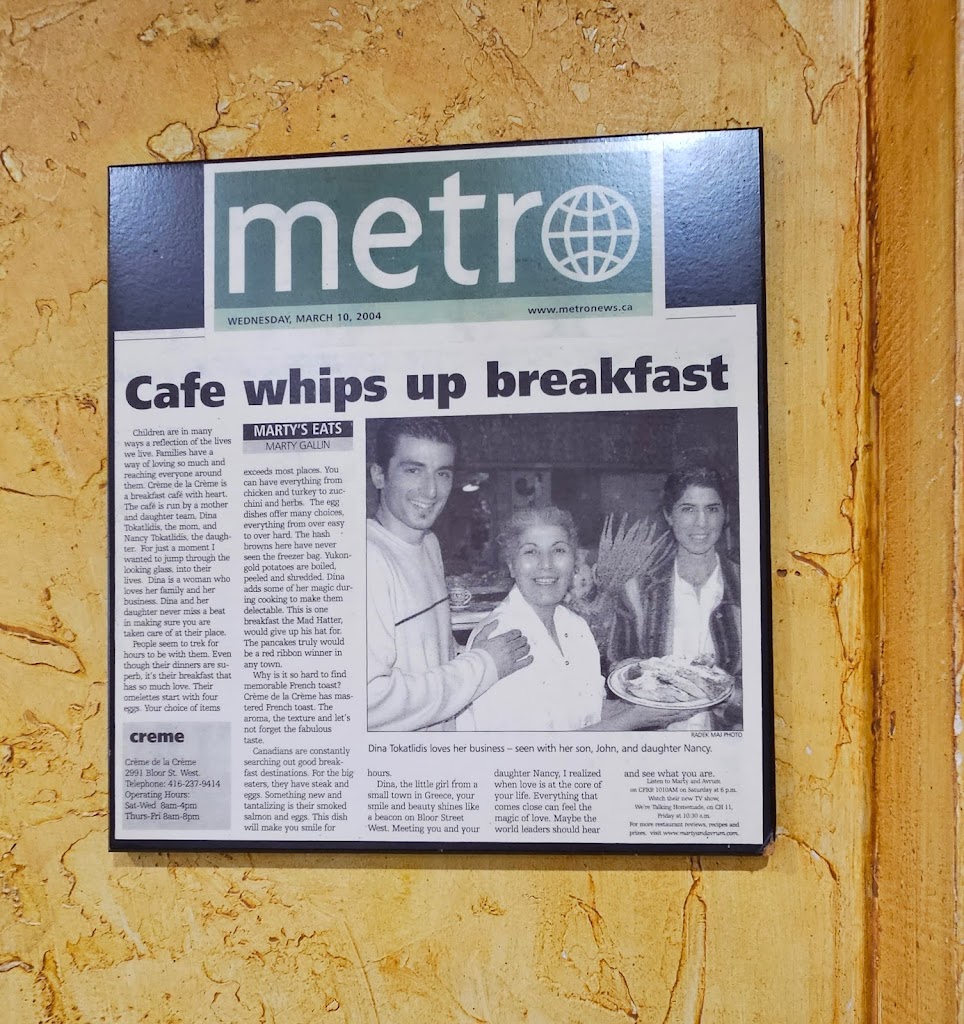 metro
WEDNESDAY, MARCH 10, 2004
www.metronews.ca
Cafe whips up breakfast
Children are in many
ways a reflection of the lives
we live. Families have a
way of loving so much and
reaching everyone around
them. Crème de la Crème is
a breakfast café with heart.
The café is run by a mother
and daughter team, Dina
Tokatlidis, the mom, and
Nancy Tokatlidis, the daugh-
ter. For just a moment I
wanted to jump through the
looking glass, into their
lives. Dina is a woman who
loves her family and her
business. Dina and her
daughter never miss a beat
in making sure you are
taken care of at their place.
People seem to trek for
hours to be with them. Even
though their dinners are su-
perb, it's their breakfast that
has so much love. Their
omelettes start with four
eggs. Your choice of items
creme
Crème de la Crème
2991 Bloor St. West.
Telephone: 416-237-9414
Operating Hours:
Sat-Wed 8am-4pm
Thurs-Fri 8am-8pm
MARTY'S EATS
MARTY GALLIN
exceeds most places. You
can have everything from
chicken and turkey to zuc-
chini and herbs. The egg
dishes offer many choices,
everything from over easy
to over hard. The hash
browns here have never
seen the freezer bag. Yukon-
gold potatoes are boiled,
peeled and shredded. Dina
adds some of her magic dur-
ing cooking to make them
delectable. This is one
breakfast the Mad Hatter,
would give up his hat for.
The pancakes truly would
be a red ribbon winner in
any town.
Why is it so hard to find
memorable French toast?
Crème de la Crème has mas-
tered French toast. The
aroma, the texture and let's
not forget the fabulous
taste.
Canadians are constantly
searching out good break-
fast destinations. For the big
eaters, they have steak and
eggs. Something new and
tantalizing is their smoked
salmon and eggs. This dish
will make you smile for
RADEK MAJ PHOTO
Dina Tokatlidis loves her business – seen with her son, John, and daughter Nancy.
hours.
Dina, the little girl from a
small town in Greece, your
smile and beauty shines like
a beacon on Bloor Street
West. Meeting you and your
daughter Nancy, I realized
when love is at the core of
your life. Everything that
comes close can feel the
magic of love. Maybe the
world leaders should hear
and see what you are.
Listen to Marty and Avrum
on CFRB 1010AM on Saturday at 6 p.m.
Watch their new TV show,
We're Talking Homemade, on CH 11,
Friday at 10:30 a.m.
For more restaurant reviews, recipes and
prizes, visit www.martyandavrum.com.